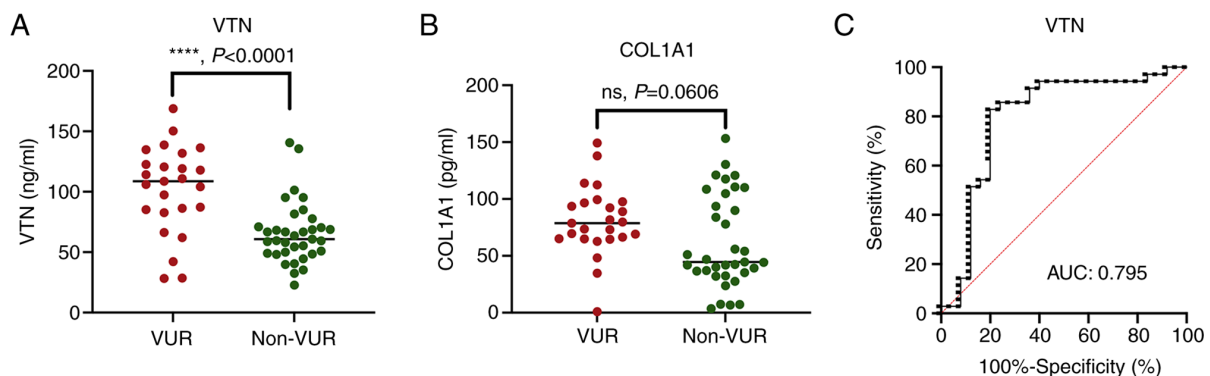 A
VTN
****, P<0.0001
VTN (ng/ml)
200
150
100
50
0
VUR
Non-VUR
B
COL1A1
ns, P=0.0606
COL1A1 (pg/ml)
200
150
100
50
0
VUR
Non-VUR
C
VTN
Sensitivity (%)
100
80
60
40
20
0
AUC: 0.795
0 20 40 60 80 100
100%-Specificity (%)